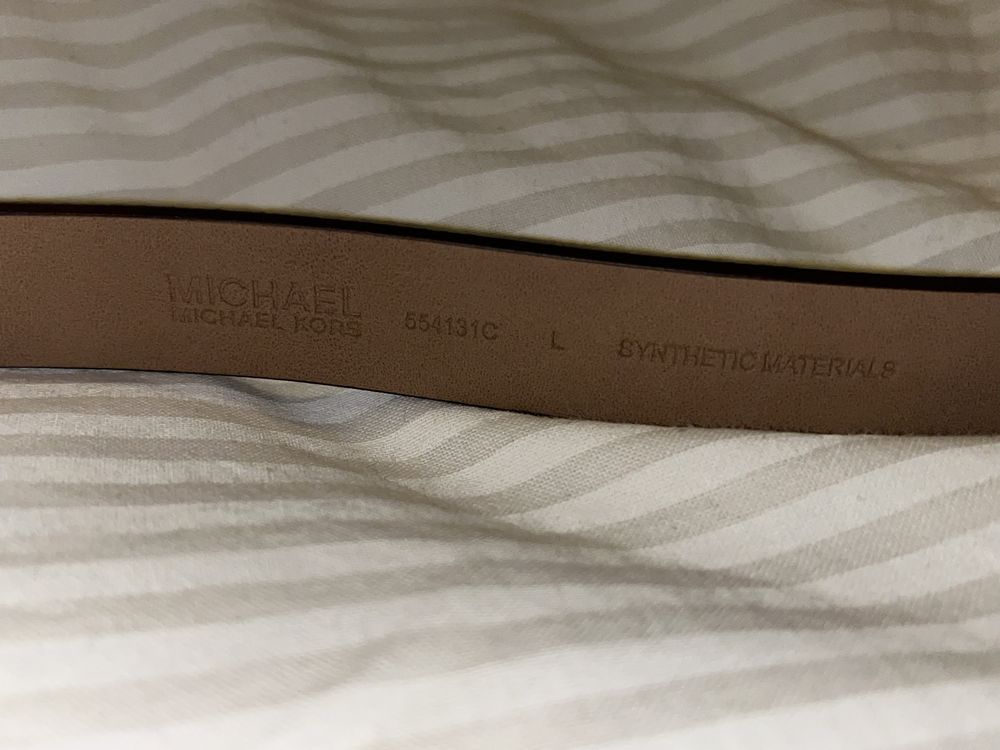 MICHAEL
MICHAEL KORS
554131C
L
SYNTHETIC MATERIALS